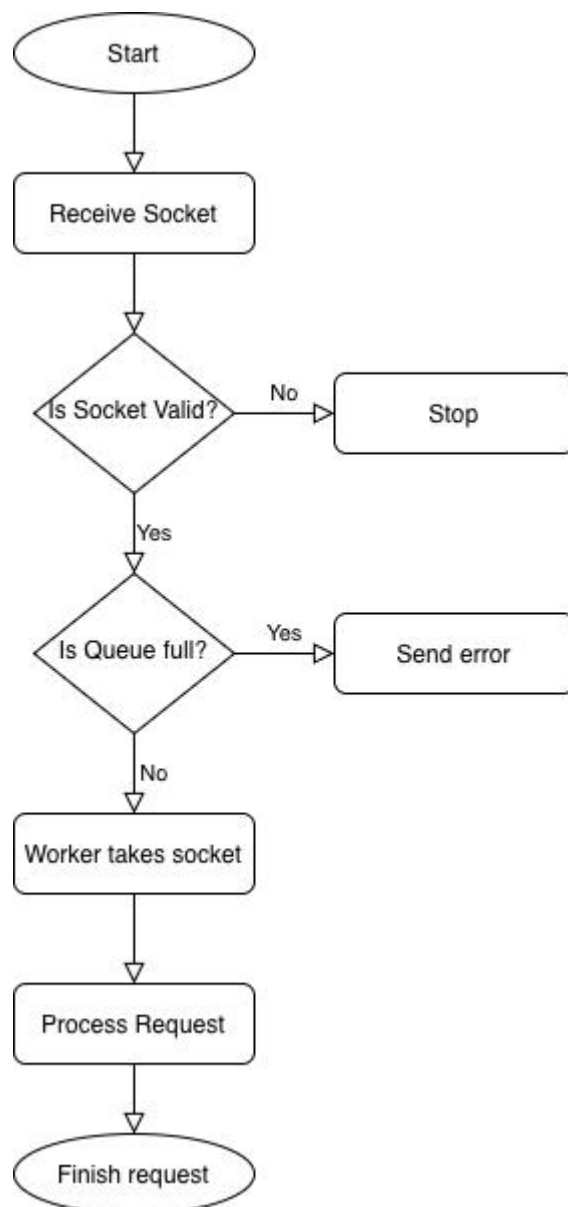 Start
Receive Socket
Is Socket Valid?
No
Stop
Yes
Is Queue full?
Yes
Send error
No
Worker takes socket
Process Request
Finish request